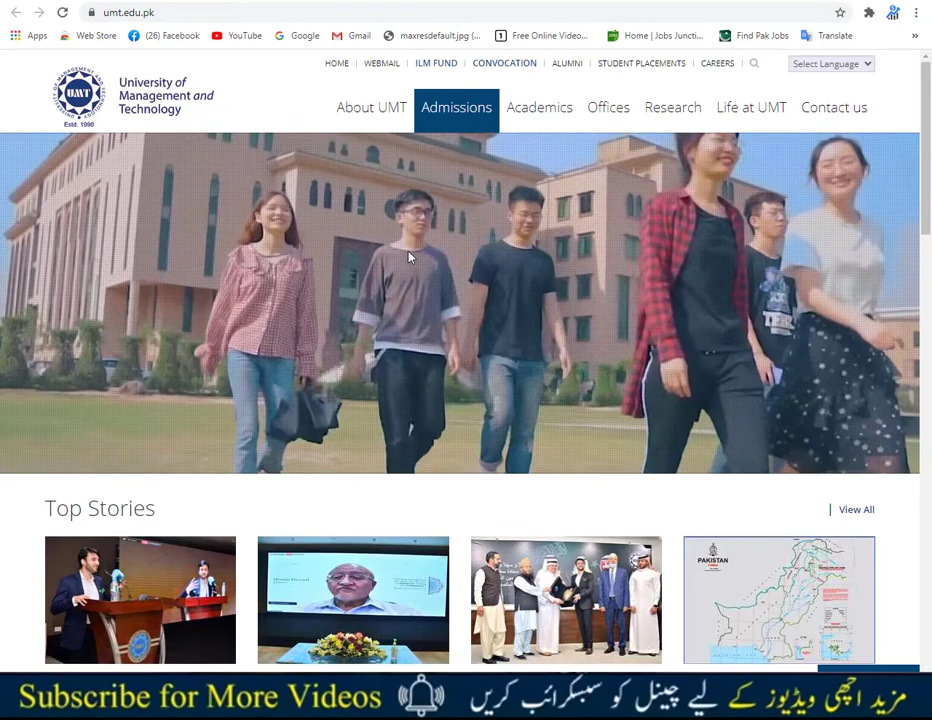 umt.edu.pk
Apps
Web Store
(26) Facebook
YouTube
Google
Gmail
maxresdefault.jpg (...
Free Online Video...
Home | Jobs Juncti...
Find Pak Jobs
Translate
»
HOME | WEBMAIL | ILM FUND | CONVOCATION | ALUMNI | STUDENT PLACEMENTS | CAREERS |
Select Language
UMT
Estd. 1990
University of
Management and
Technology
About UMT
Admissions
Academics
Offices
Research
Life at UMT
Contact us
Top Stories
View All
PAKISTAN
Subscribe for More Videos
مزید اچھی ویڈیوز کے لیے چینل کو سبسکرائب کریں